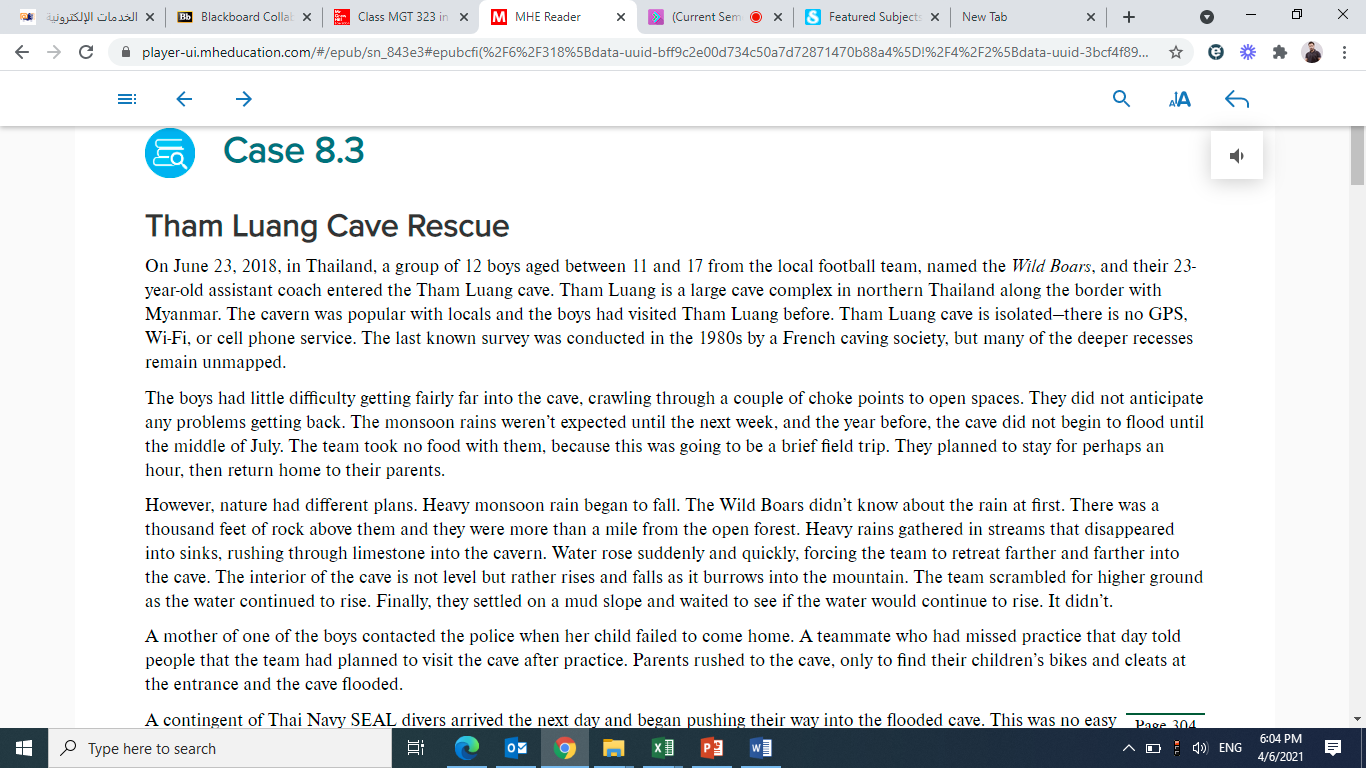 الخدمات الإلكترونية
Bb Blackboard Colla
Class MGT 323 in
M MHE Reader
(Current Sem
S Featured Subjects
New Tab
player-ui.mheducation.com/#/epub/sn_843e3#epubcfi(%2F6%2F318%5Bdata-uuid-bff9c2e00d734c50a7d72871470b88a4%5D!%2F4%2F2%5Bdata-uuid-3bcf4f89...
AA
Case 8.3
Tham Luang Cave Rescue
On June 23, 2018, in Thailand, a group of 12 boys aged between 11 and 17 from the local football team, named the Wild Boars, and their 23-
year-old assistant coach entered the Tham Luang cave. Tham Luang is a large cave complex in northern Thailand along the border with
Myanmar. The cavern was popular with locals and the boys had visited Tham Luang before. Tham Luang cave is isolated—there is no GPS,
Wi-Fi, or cell phone service. The last known survey was conducted in the 1980s by a French caving society, but many of the deeper recesses
remain unmapped.
The boys had little difficulty getting fairly far into the cave, crawling through a couple of choke points to open spaces. They did not anticipate
any problems getting back. The monsoon rains weren't expected until the next week, and the year before, the cave did not begin to flood until
the middle of July. The team took no food with them, because this was going to be a brief field trip. They planned to stay for perhaps an
hour, then return home to their parents.
However, nature had different plans. Heavy monsoon rain began to fall. The Wild Boars didn't know about the rain at first. There was a
thousand feet of rock above them and they were more than a mile from the open forest. Heavy rains gathered in streams that disappeared
into sinks, rushing through limestone into the cavern. Water rose suddenly and quickly, forcing the team to retreat farther and farther into
the cave. The interior of the cave is not level but rather rises and falls as it burrows into the mountain. The team scrambled for higher ground
as the water continued to rise. Finally, they settled on a mud slope and waited to see if the water would continue to rise. It didn't.
A mother of one of the boys contacted the police when her child failed to come home. A teammate who had missed practice that day told
people that the team had planned to visit the cave after practice. Parents rushed to the cave, only to find their children's bikes and cleats at
the entrance and the cave flooded.
A contingent of Thai Navy SEAL divers arrived the next day and began pushing their way into the flooded cave. This was no easy
Page 304
Type here to search
ENG
6:04 PM
4/6/2021